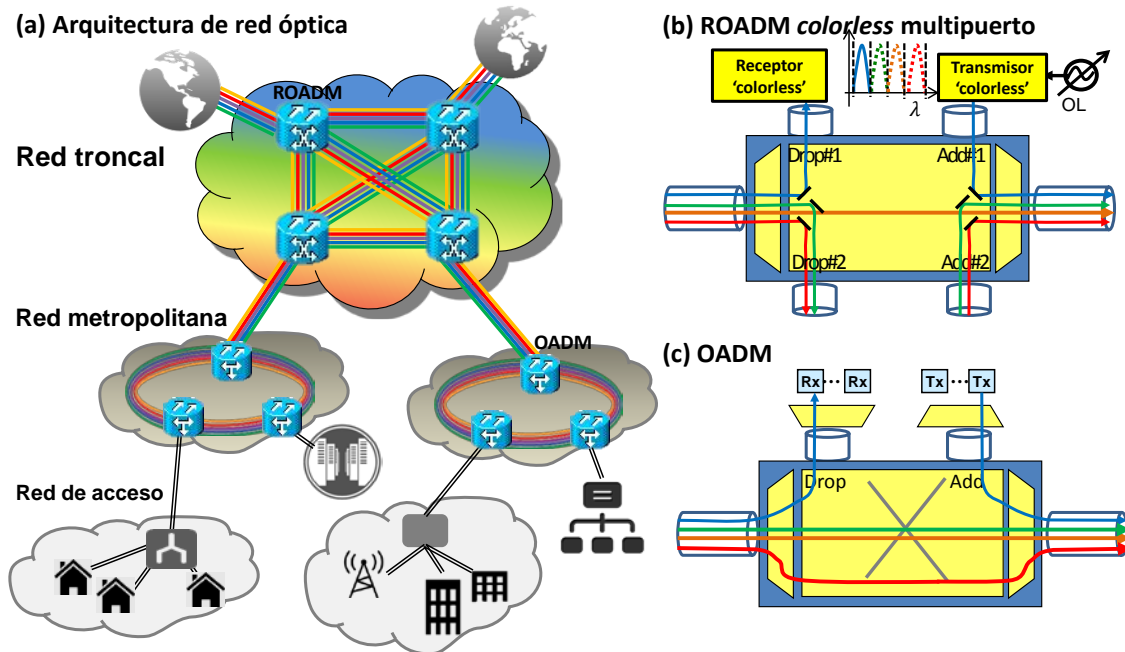 (a) Arquitectura de red óptica
ROADM
Red troncal
Red metropolitana
OADM
Red de acceso
(b) ROADM colorless multipuerto
Receptor
'colorless'
λ
Transmisor
'colorless'
OL
Drop#1
Add#1
Drop#2
Add#2
(c) OADM
Rx ··· Rx
Tx ··· Tx
Drop
Add